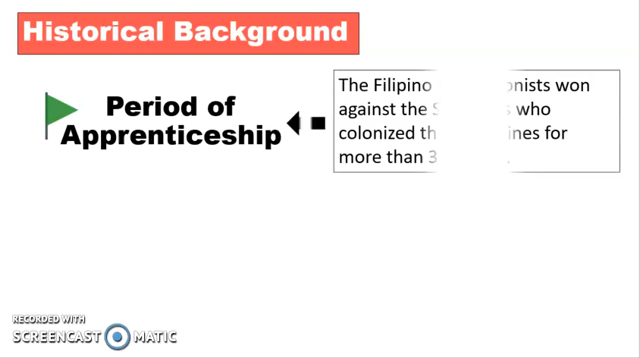 Historical Background
Period of
Apprenticeship
The Filipino onists won
against the who
colonized th ines for
more than 3
RECORDED WITH
SCREENCAST MATIC